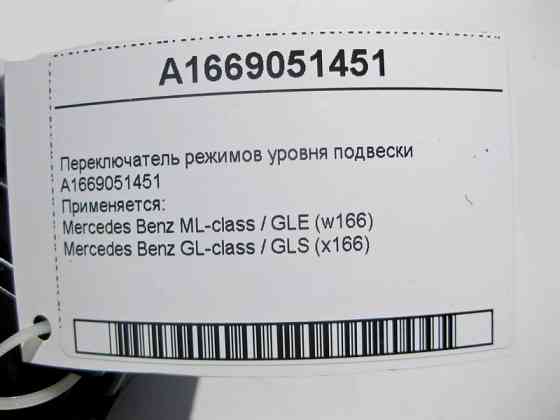 A1669051451
Переключатель режимов уровня подвески
A1669051451
Применяется:
Mercedes Benz ML-class / GLE (w166)
Mercedes Benz GL-class / GLS (x166)